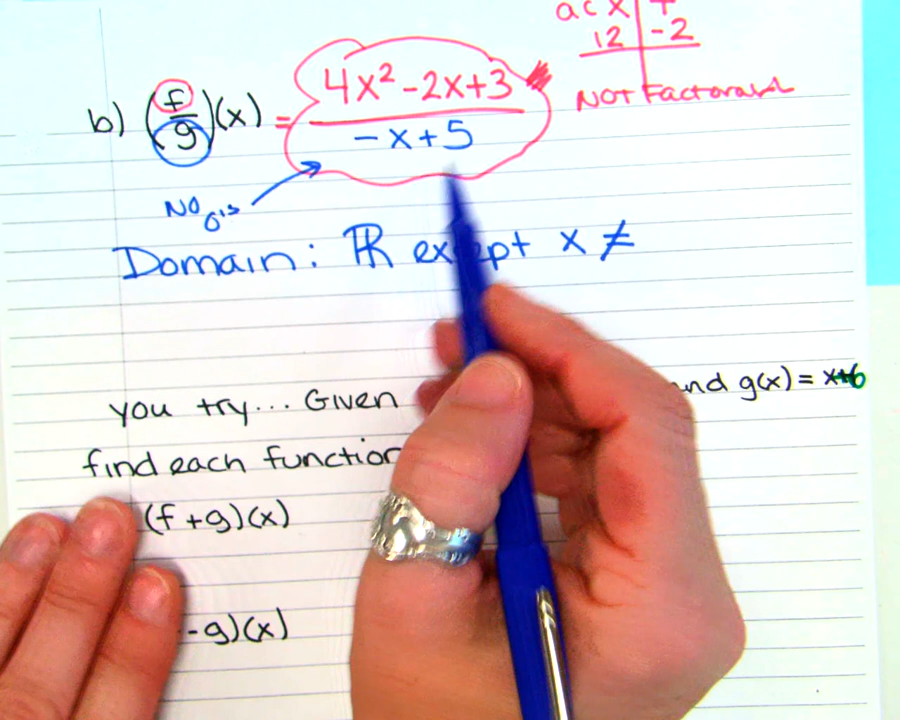 ac x | +
12 | -2
NOT Factorable
b) (f/g)(x) = 4x² -2x+3 / -x+5
NO 0's
Domain: ℝ except x ≠
you try... Given and g(x) = x+6
find each function
(f +g)(x)
-g)(x)